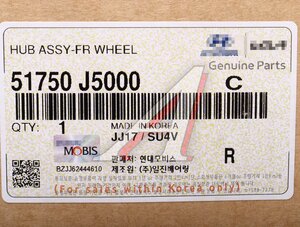 HUB ASSY-FR WHEEL
Genuine Parts
51750 J5000 C
QTY: 1 MADE IN KOREA
JJ17 / SU4V
MOBIS
판매처: 현대모비스 R
BZJJ62444610 제조원: (주)일진베어링
(For sales within Korea only)